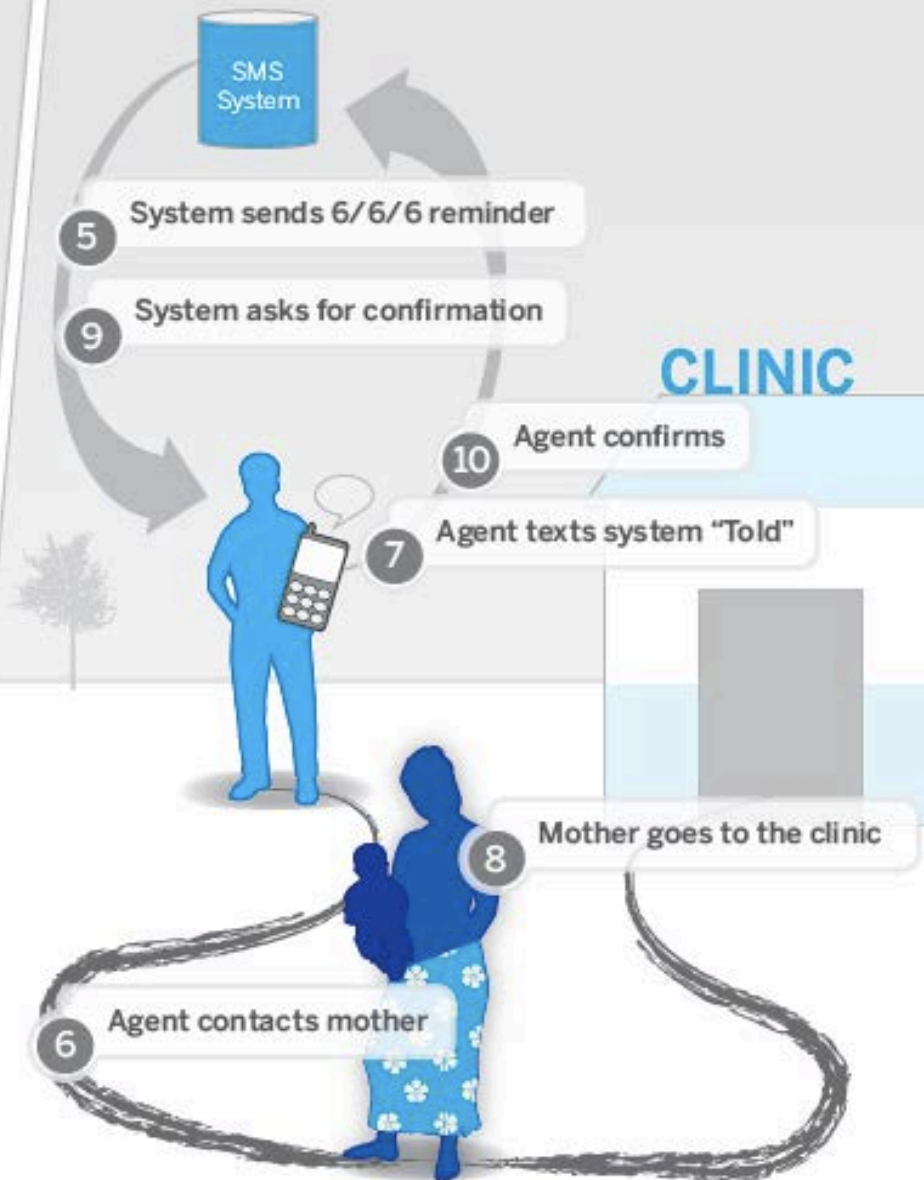 SMS
System
5 System sends 6/6/6 reminder
9 System asks for confirmation
CLINIC
10 Agent confirms
7 Agent texts system “Told”
8 Mother goes to the clinic
6 Agent contacts mother